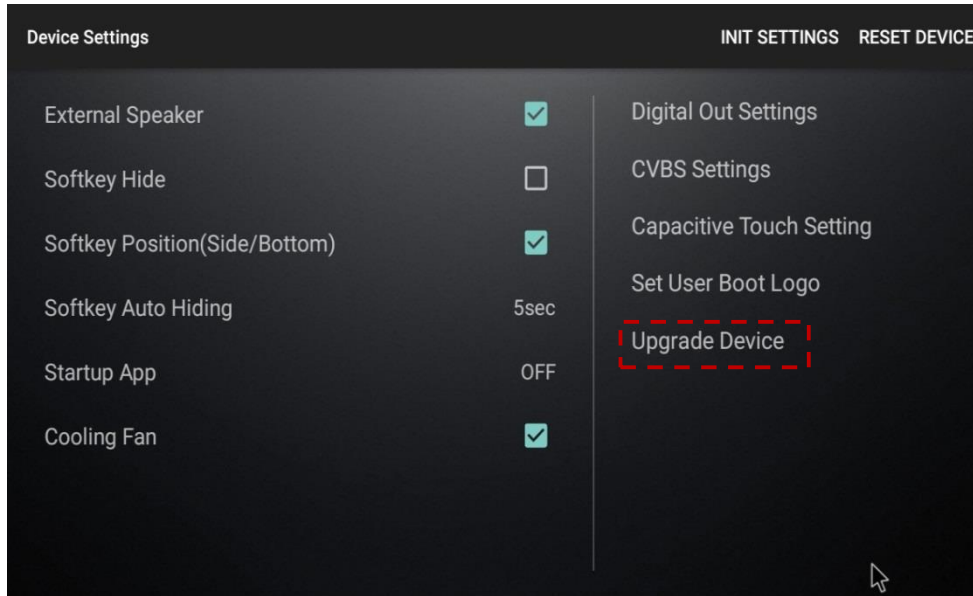 Device Settings
INIT SETTINGS
RESET DEVICE
External Speaker
Softkey Hide
Softkey Position(Side/Bottom)
Softkey Auto Hiding
5sec
Startup App
OFF
Cooling Fan
Digital Out Settings
CVBS Settings
Capacitive Touch Setting
Set User Boot Logo
Upgrade Device